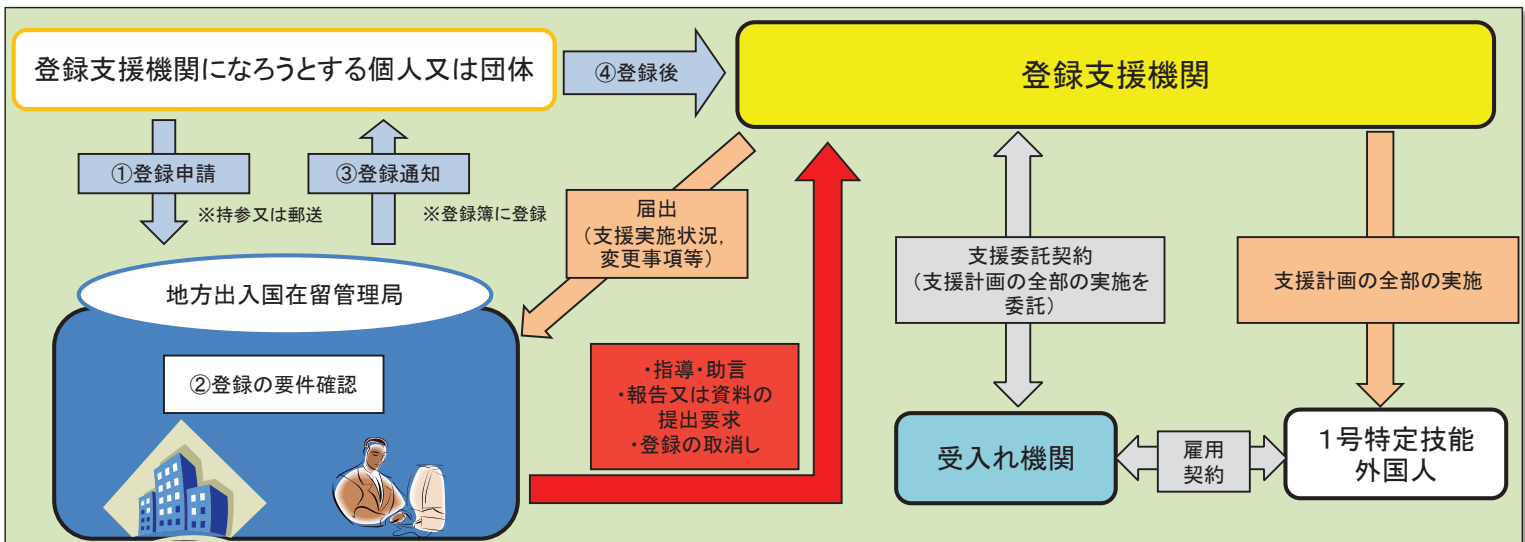 登録支援機関になろうとする個人又は団体
④登録後
登録支援機関
①登録申請
※持参又は郵送
③登録通知
※登録簿に登録
届出
（支援実施状況，
変更事項等）
支援委託契約
（支援計画の全部の実施を
委託）
支援計画の全部の実施
地方出入国在留管理局
②登録の要件確認
・指導・助言
・報告又は資料の
提出要求
・登録の取消し
受入れ機関
雇用
契約
１号特定技能
外国人